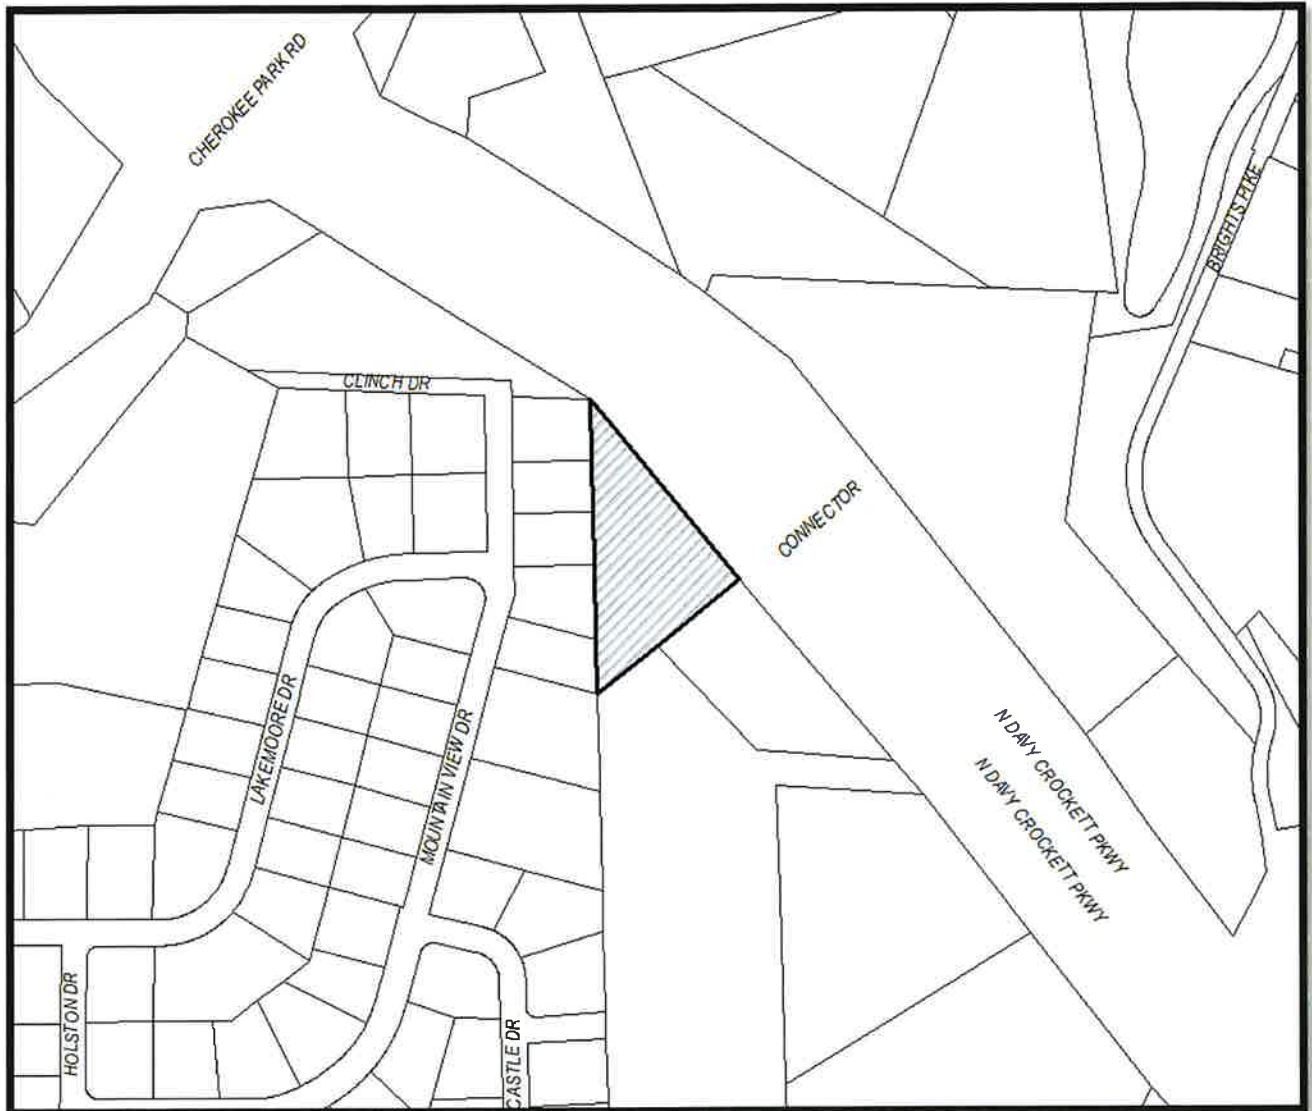 CHEROKEE PARK RD
BRIGHTS PIKE
CLINCH DR
CONNECTOR
LAKEMOORE DR
MOUNTAIN VIEW DR
N DAVY CROCKETT PKWY
N DAVY CROCKETT PKWY
HOLSTON DR
CASTLE DR